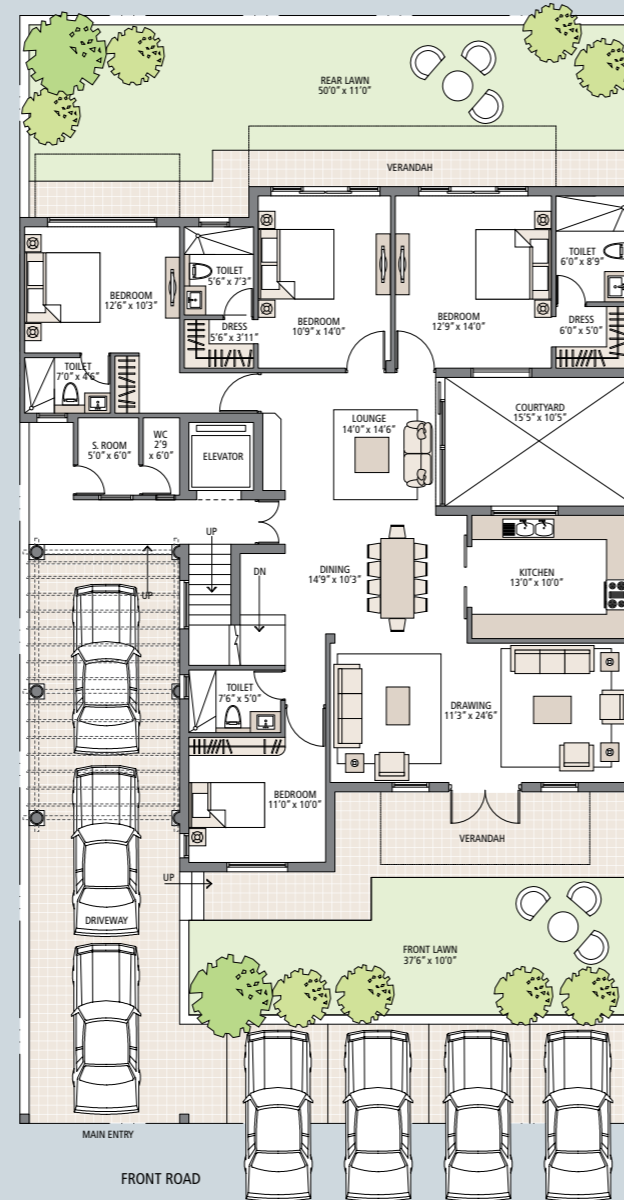 REAR LAWN
50'0" x 11'0"
VERANDAH
TOILET
5'6" x 7'3"
TOILET
6'0" x 8'9"
BEDROOM
12'6" x 10'3"
BEDROOM
10'9" x 14'0"
BEDROOM
12'9" x 14'0"
DRESS
5'6" x 3'11"
DRESS
6'0" x 5'0"
TOILET
7'0" x 4'6"
LOUNGE
14'0" x 14'6"
COURTYARD
15'5" x 10'5"
S. ROOM
5'0" x 6'0"
WC
2'9
x 6'0"
ELEVATOR
UP
DN
UP
DINING
14'9" x 10'3"
KITCHEN
13'0" x 10'0"
TOILET
7'6" x 5'0"
DRAWING
11'3" x 24'6"
BEDROOM
11'0" x 10'0"
VERANDAH
UP
DRIVEWAY
FRONT LAWN
37'6" x 10'0"
MAIN ENTRY
FRONT ROAD